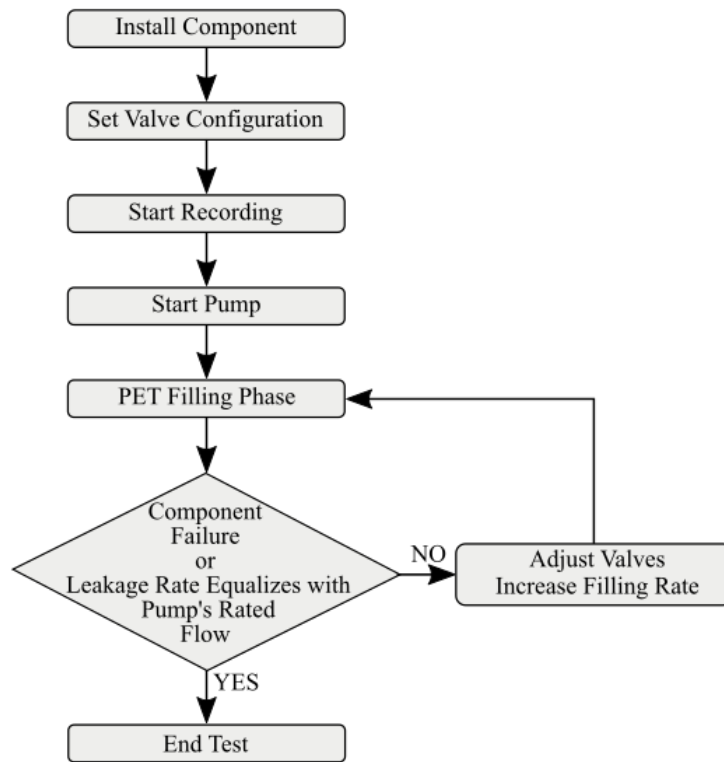 Install Component
Set Valve Configuration
Start Recording
Start Pump
PET Filling Phase
Component
Failure
or
Leakage Rate Equalizes with
Pump's Rated
Flow
NO
Adjust Valves
Increase Filling Rate
YES
End Test